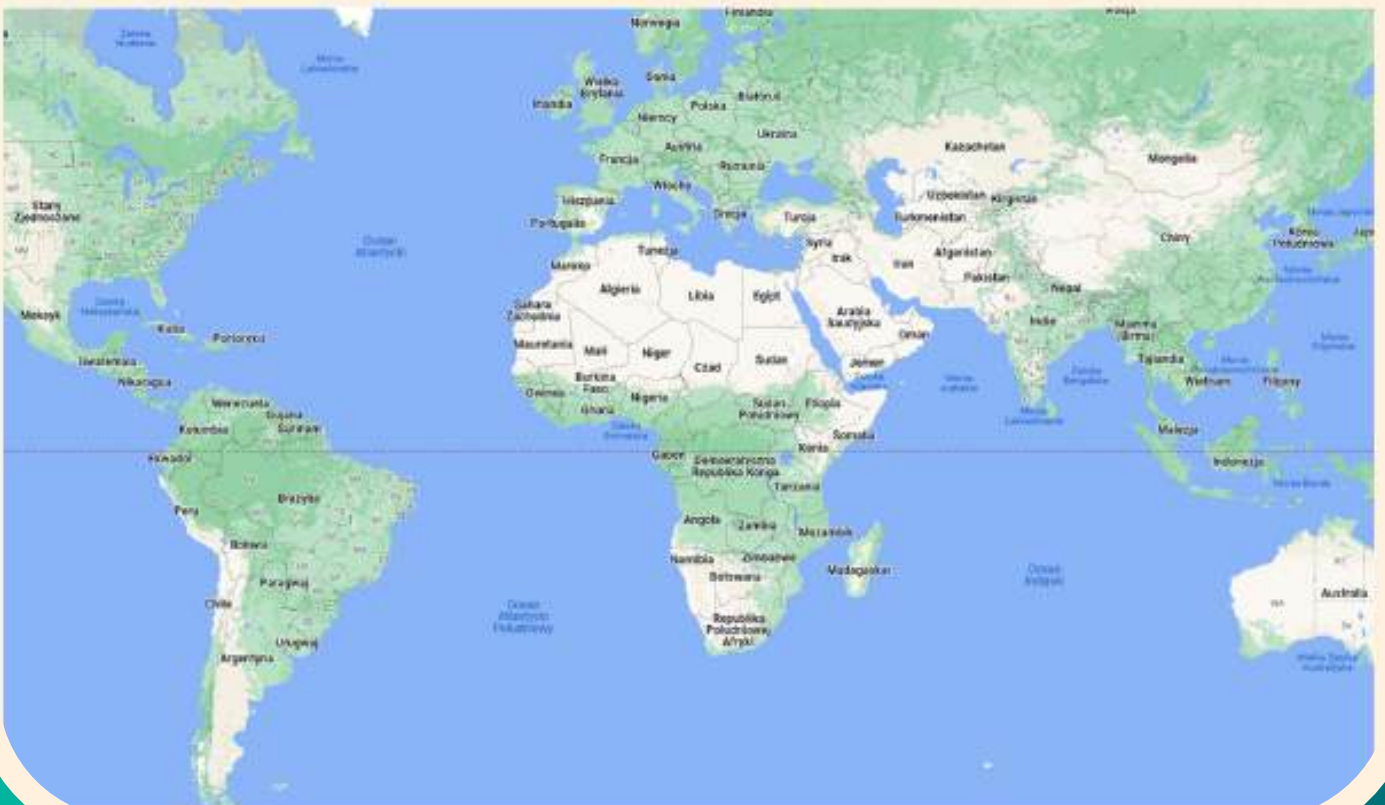 Finlandia
Norwegia
Dania
Wielka
Brytania
Irlandia
Białoruś
Polska
Niemcy
Ukraina
Austria
Francja
Rumunia
Kazachstan
Mongolia
Włochy
Hiszpania
Uzbekistan
Kirgistan
Stany
Zjednoczone
Portugalia
Grecja
Turcja
Turkmenistan
Chiny
Korea
Południowa
Ocean
Atlantycki
Tunezja
Syria
Irak
Iran
Afganistan
Maroko
Pakistan
Algieria
Libia
Egipt
Nepal
Sahara
Zachodnia
Arabia
Saudyjska
Meksyk
Indie
Kuba
Portoryko
Oman
Mjanma
(Birma)
Mauretania
Mali
Niger
Czad
Sudan
Jemen
Gwatemala
Tajlandia
Nikaragua
Burkina
Faso
Wietnam
Filipiny
Gwinea
Nigeria
Ghana
Sudan
Południowy
Etiopia
Wenezuela
Gujana
Surinam
Kolumbia
Somalia
Malezja
Kenia
Ekwador
Gabon
Demokratyczna
Republika Konga
Indonezja
Tanzania
Brazylia
Peru
Angola
Zambia
Mozambik
Boliwia
Namibia
Zimbabwe
Madagaskar
Botswana
Paragwaj
Ocean
Indyjski
Australia
Chile
Ocean
Atlantycki
Południowy
Republika
Południowej
Afryki
Urugwaj
Argentyna